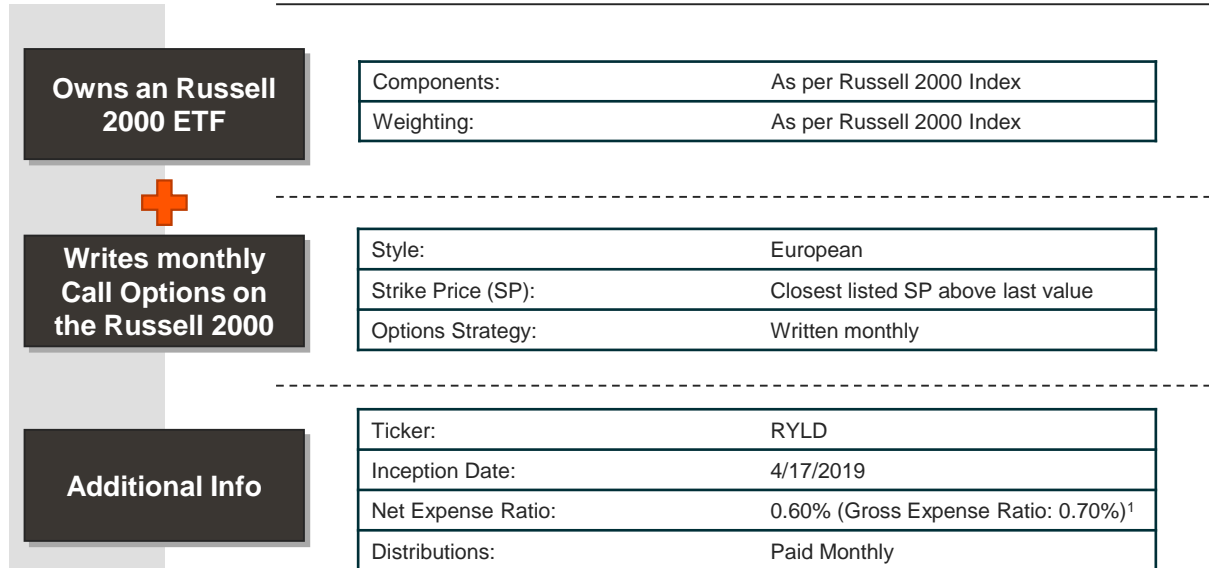 Owns an Russell
2000 ETF
Components: As per Russell 2000 Index
Weighting: As per Russell 2000 Index
Writes monthly
Call Options on
the Russell 2000
Style: European
Strike Price (SP): Closest listed SP above last value
Options Strategy: Written monthly
Additional Info
Ticker: RYLD
Inception Date: 4/17/2019
Net Expense Ratio: 0.60% (Gross Expense Ratio: 0.70%)¹
Distributions: Paid Monthly